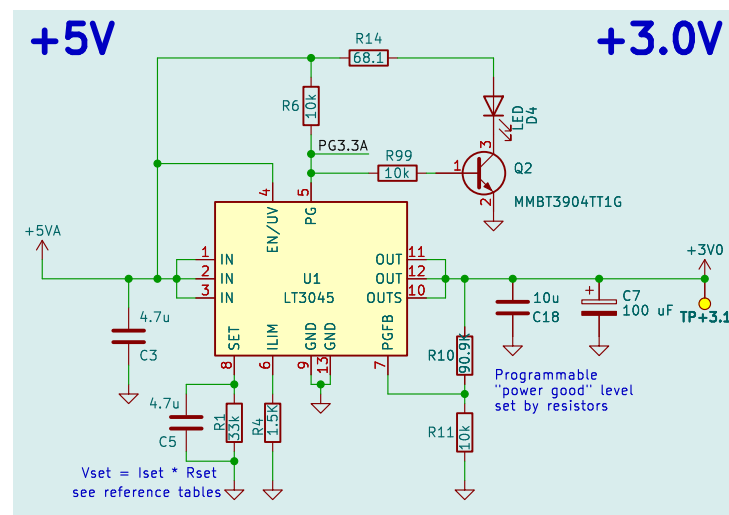 +5V
+3.0V
R14
68.1
R6
10k
LED
D4
PG3.3A
R99
10k
3
1
Q2
2
MMBT3904TT1G
4
5
EN/UV
PG
+5VA
+3V0
1
IN
OUT
11
2
IN
U1
OUT
12
3
IN
LT3045
OUTS
10
SET
ILIM
GND
GND
PGFB
8
6
9
13
7
4.7u
C3
10u
C18
+
C7
100 uF
TP+3.1
R10
90.9k
Programmable
"power good" level
set by resistors
4.7u
C5
R1
33k
R4
1.5K
R11
10k
Vset = Iset * Rset
see reference tables